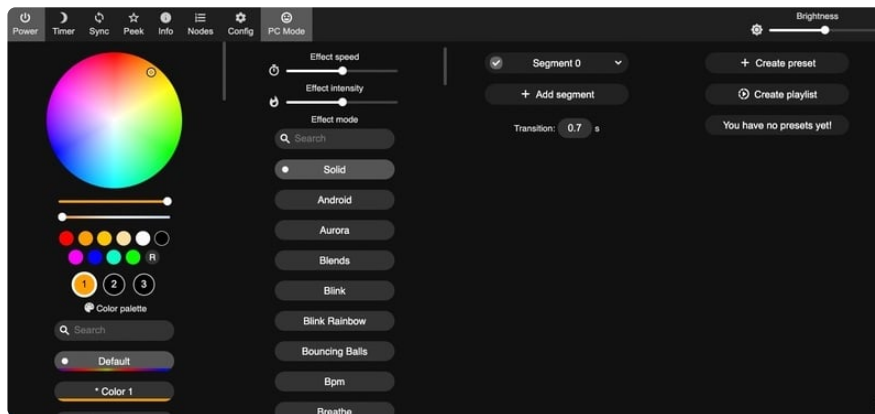 Power Timer Sync Peek Info Nodes Config PC Mode
Brightness
1 2 3
R
Color palette
Search
Default
* Color 1
Effect speed
Effect intensity
Effect mode
Search
Solid
Android
Aurora
Blends
Blink
Blink Rainbow
Bouncing Balls
Bpm
Breathe
Segment 0
+ Add segment
Transition: 0.7 s
+ Create preset
Create playlist
You have no presets yet!